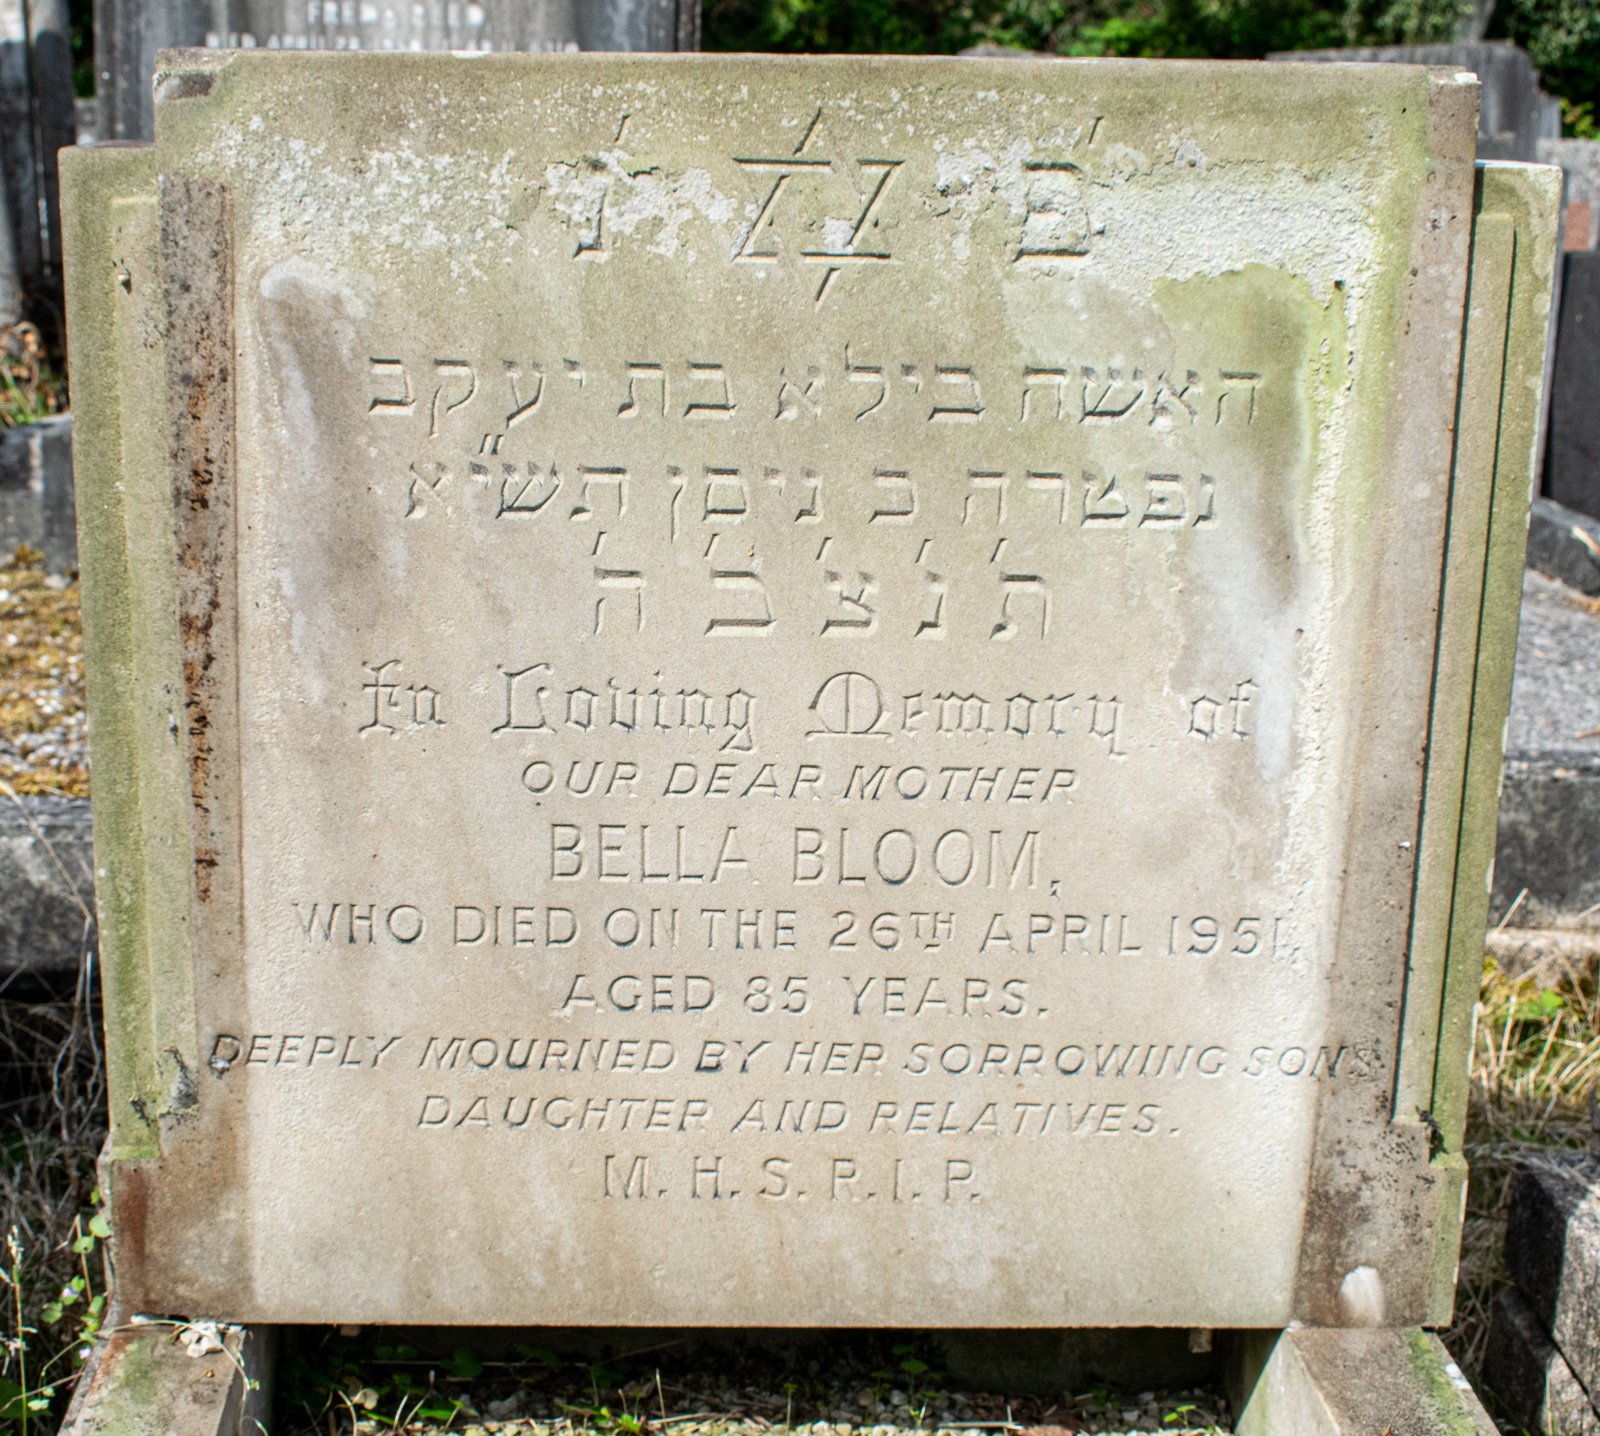 פ' נ'
האשה בילא בת יעקב
נפטרה כ ניסן תשי״א
ת' נ' צ' ב' ה'
In Loving Memory of
OUR DEAR MOTHER
BELLA BLOOM,
WHO DIED ON THE 26TH APRIL 1951,
AGED 85 YEARS.
DEEPLY MOURNED BY HER SORROWING SONS
DAUGHTER AND RELATIVES.
M.H.S.R.I.P.